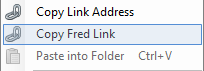 Copy Link Address
Copy Fred Link
Paste into Folder Ctrl+V